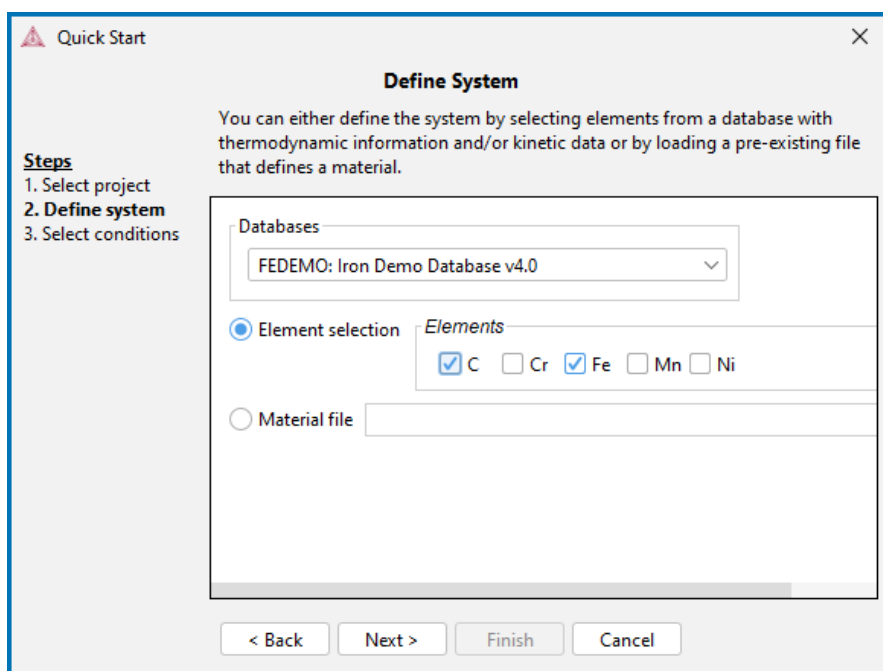 Quick Start
Define System
You can either define the system by selecting elements from a database with
thermodynamic information and/or kinetic data or by loading a pre-existing file
that defines a material.
Steps
1. Select project
2. Define system
3. Select conditions
Databases
FEDEMO: Iron Demo Database v4.0
Element selection
Elements
C Cr Fe Mn Ni
Material file
< Back Next > Finish Cancel